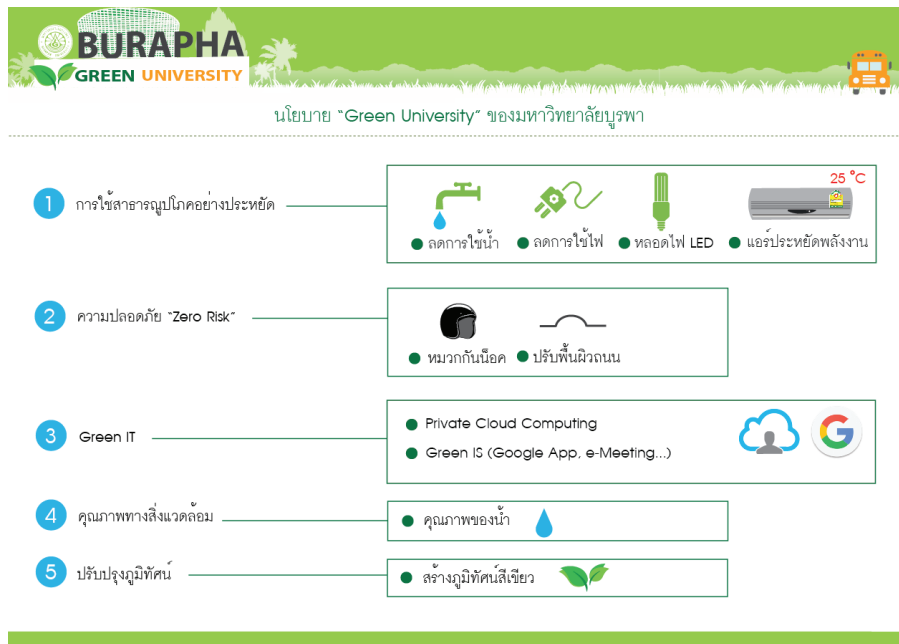 BURAPHA
GREEN UNIVERSITY
นโยบาย "Green University" ของมหาวิทยาลัยบูรพา
1 การใช้สาธารณูปโภคอย่างประหยัด
25 °C
ลดการใช้น้ำ ลดการใช้ไฟ หลอดไฟ LED แอร์ประหยัดพลังงาน
2 ความปลอดภัย "Zero Risk"
หมวกกันน็อค ปรับพื้นผิวถนน
3 Green IT
Private Cloud Computing
Green IS (Google App, e-Meeting...)
G
4 คุณภาพทางสิ่งแวดล้อม
คุณภาพของน้ำ
5 ปรับปรุงภูมิทัศน์
สร้างภูมิทัศน์สีเขียว